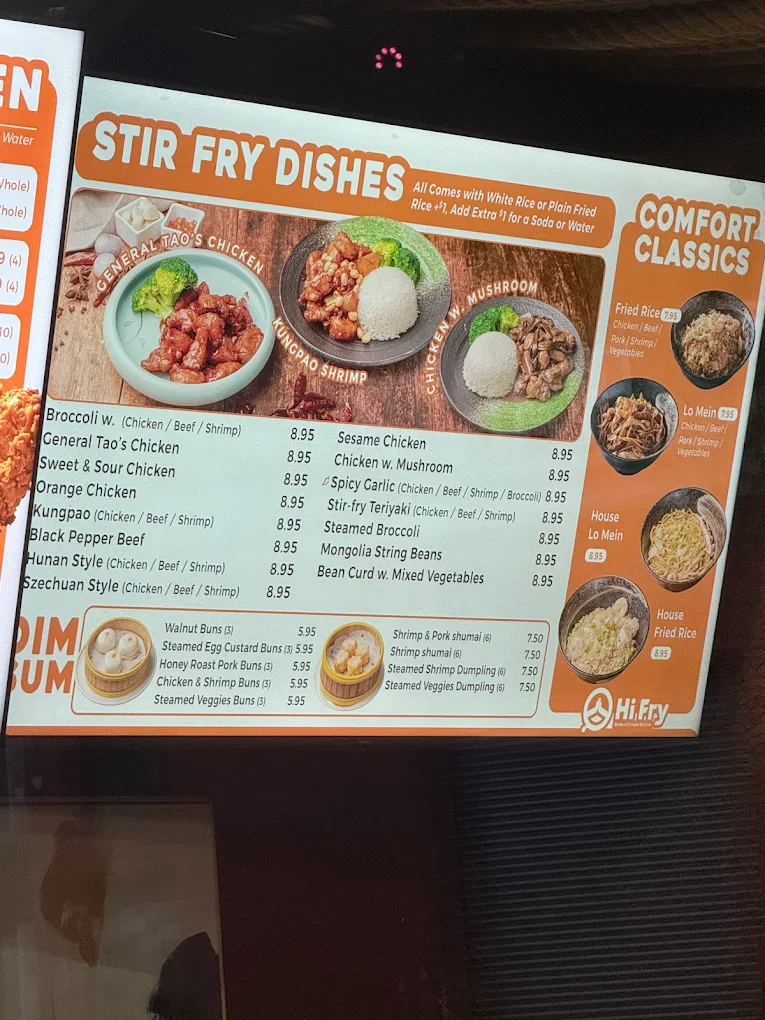 EN
Water
Whole)
Whole)
9 (4)
(4)
10)
0)
STIR FRY DISHES
All Comes with White Rice or Plain Fried
Rice +$1, Add Extra $1 for a Soda or Water
GENERAL TAO'S CHICKEN
KUNGPAO SHRIMP
CHICKEN W. MUSHROOM
Broccoli w. (Chicken / Beef / Shrimp) 8.95
General Tao's Chicken 8.95
Sweet & Sour Chicken 8.95
Orange Chicken 8.95
Kungpao (Chicken / Beef / Shrimp) 8.95
Black Pepper Beef 8.95
Hunan Style (Chicken / Beef / Shrimp) 8.95
Szechuan Style (Chicken / Beef / Shrimp) 8.95
Sesame Chicken 8.95
Chicken w. Mushroom 8.95
Spicy Garlic (Chicken / Beef / Shrimp / Broccoli) 8.95
Stir-fry Teriyaki (Chicken / Beef / Shrimp) 8.95
Steamed Broccoli 8.95
Mongolia String Beans 8.95
Bean Curd w. Mixed Vegetables 8.95
DIM
SUM
Walnut Buns (3) 5.95
Steamed Egg Custard Buns (3) 5.95
Honey Roast Pork Buns (3) 5.95
Chicken & Shrimp Buns (3) 5.95
Steamed Veggies Buns (3) 5.95
Shrimp & Pork shumai (6) 7.50
Shrimp shumai (6) 7.50
Steamed Shrimp Dumpling (6) 7.50
Steamed Veggies Dumpling (6) 7.50
COMFORT
CLASSICS
Fried Rice 7.95
Chicken / Beef /
Pork / Shrimp /
Vegetables
Lo Mein 7.95
Chicken / Beef /
Pork / Shrimp /
Vegetables
House
Lo Mein
8.95
House
Fried Rice
8.95
Hi Fry